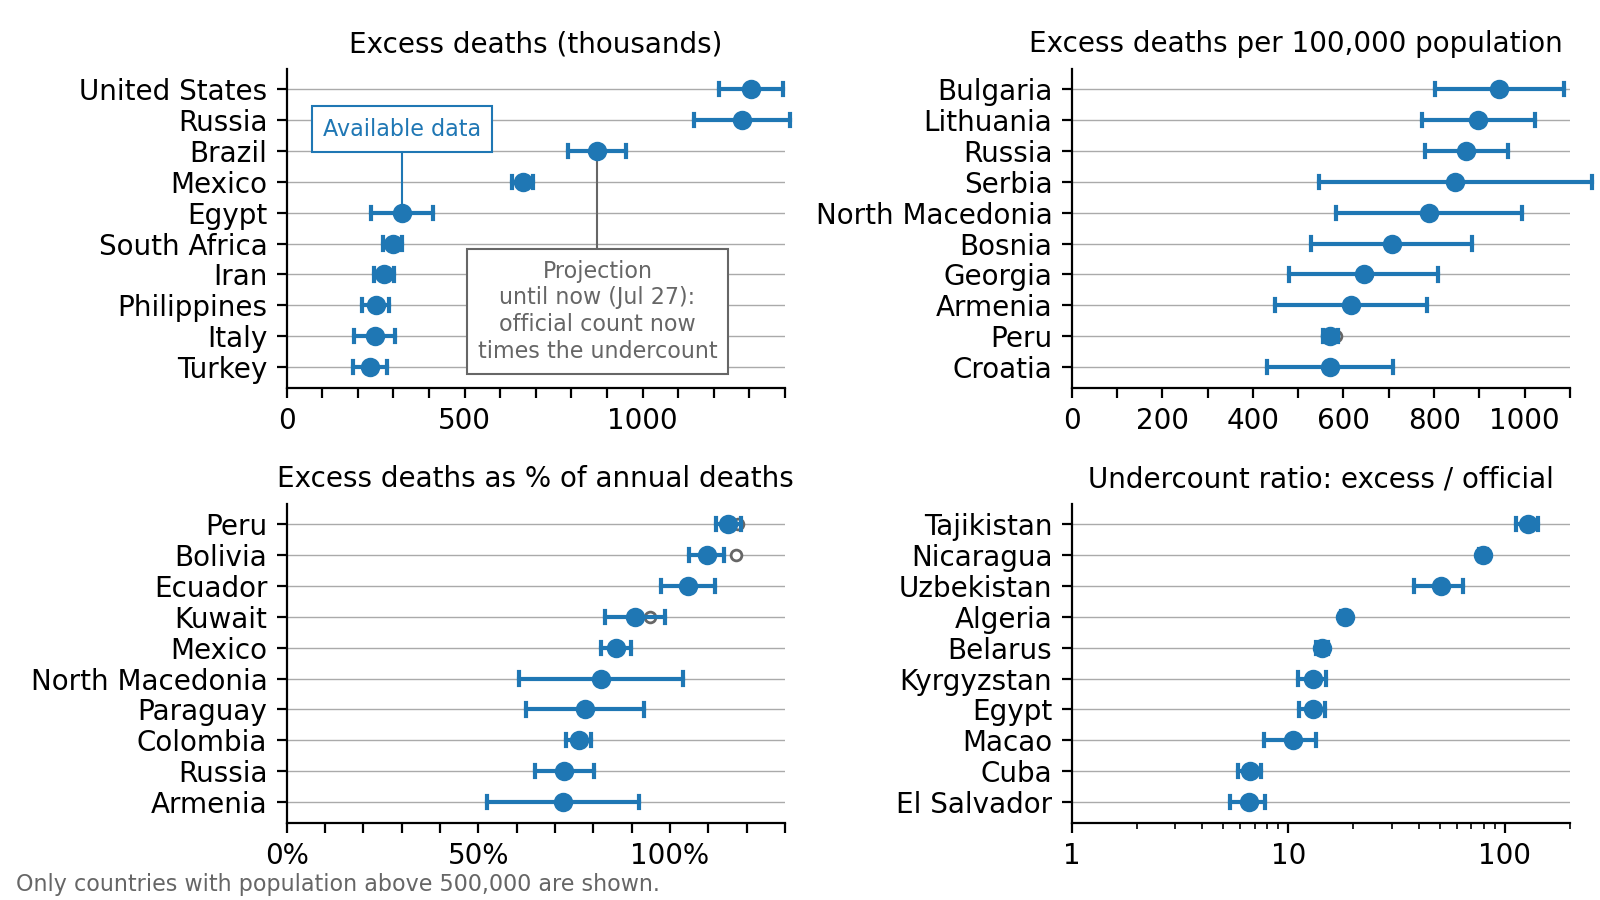 Excess deaths (thousands)
United States
Russia
Brazil
Mexico
Egypt
South Africa
Iran
Philippines
Italy
Turkey
Available data
Projection
until now (Jul 27):
official count now
times the undercount
0 500 1000
Excess deaths per 100,000 population
Bulgaria
Lithuania
Russia
Serbia
North Macedonia
Bosnia
Georgia
Armenia
Peru
Croatia
0 200 400 600 800 1000
Excess deaths as % of annual deaths
Peru
Bolivia
Ecuador
Kuwait
Mexico
North Macedonia
Paraguay
Colombia
Russia
Armenia
0% 50% 100%
Undercount ratio: excess / official
Tajikistan
Nicaragua
Uzbekistan
Algeria
Belarus
Kyrgyzstan
Egypt
Macao
Cuba
El Salvador
1 10 100
Only countries with population above 500,000 are shown.